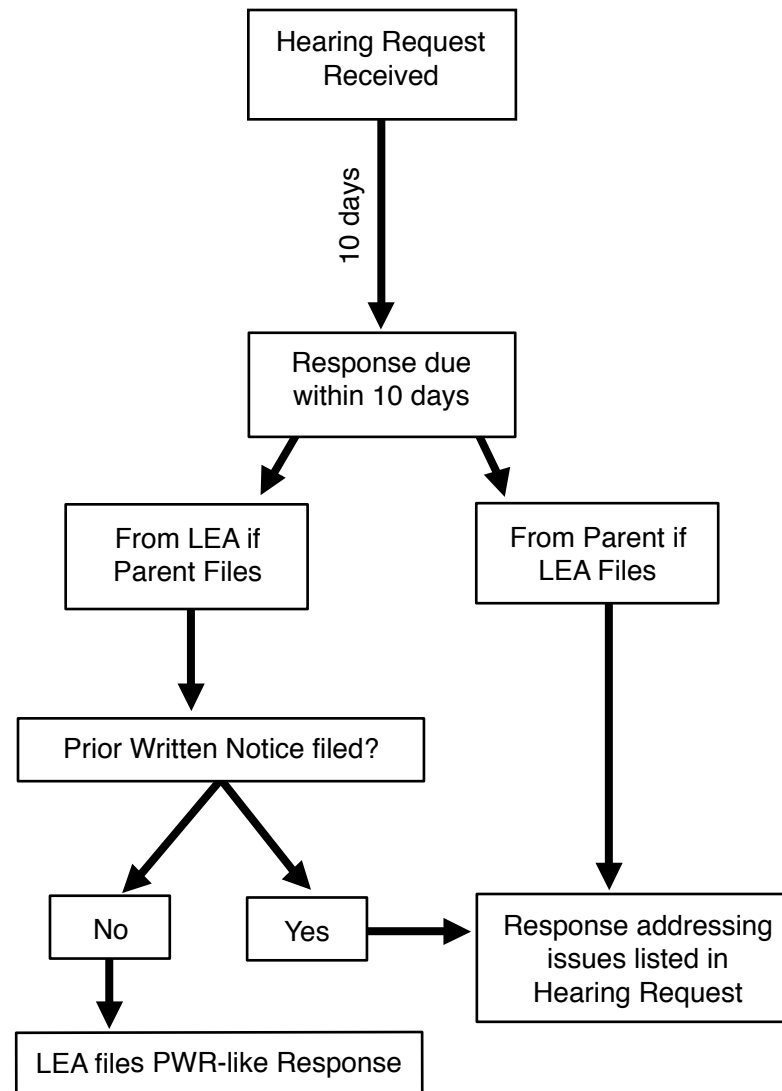 Hearing Request
Received
10 days
Response due
within 10 days
From LEA if
Parent Files
From Parent if
LEA Files
Prior Written Notice filed?
No
Yes
Response addressing
issues listed in
Hearing Request
LEA files PWR-like Response